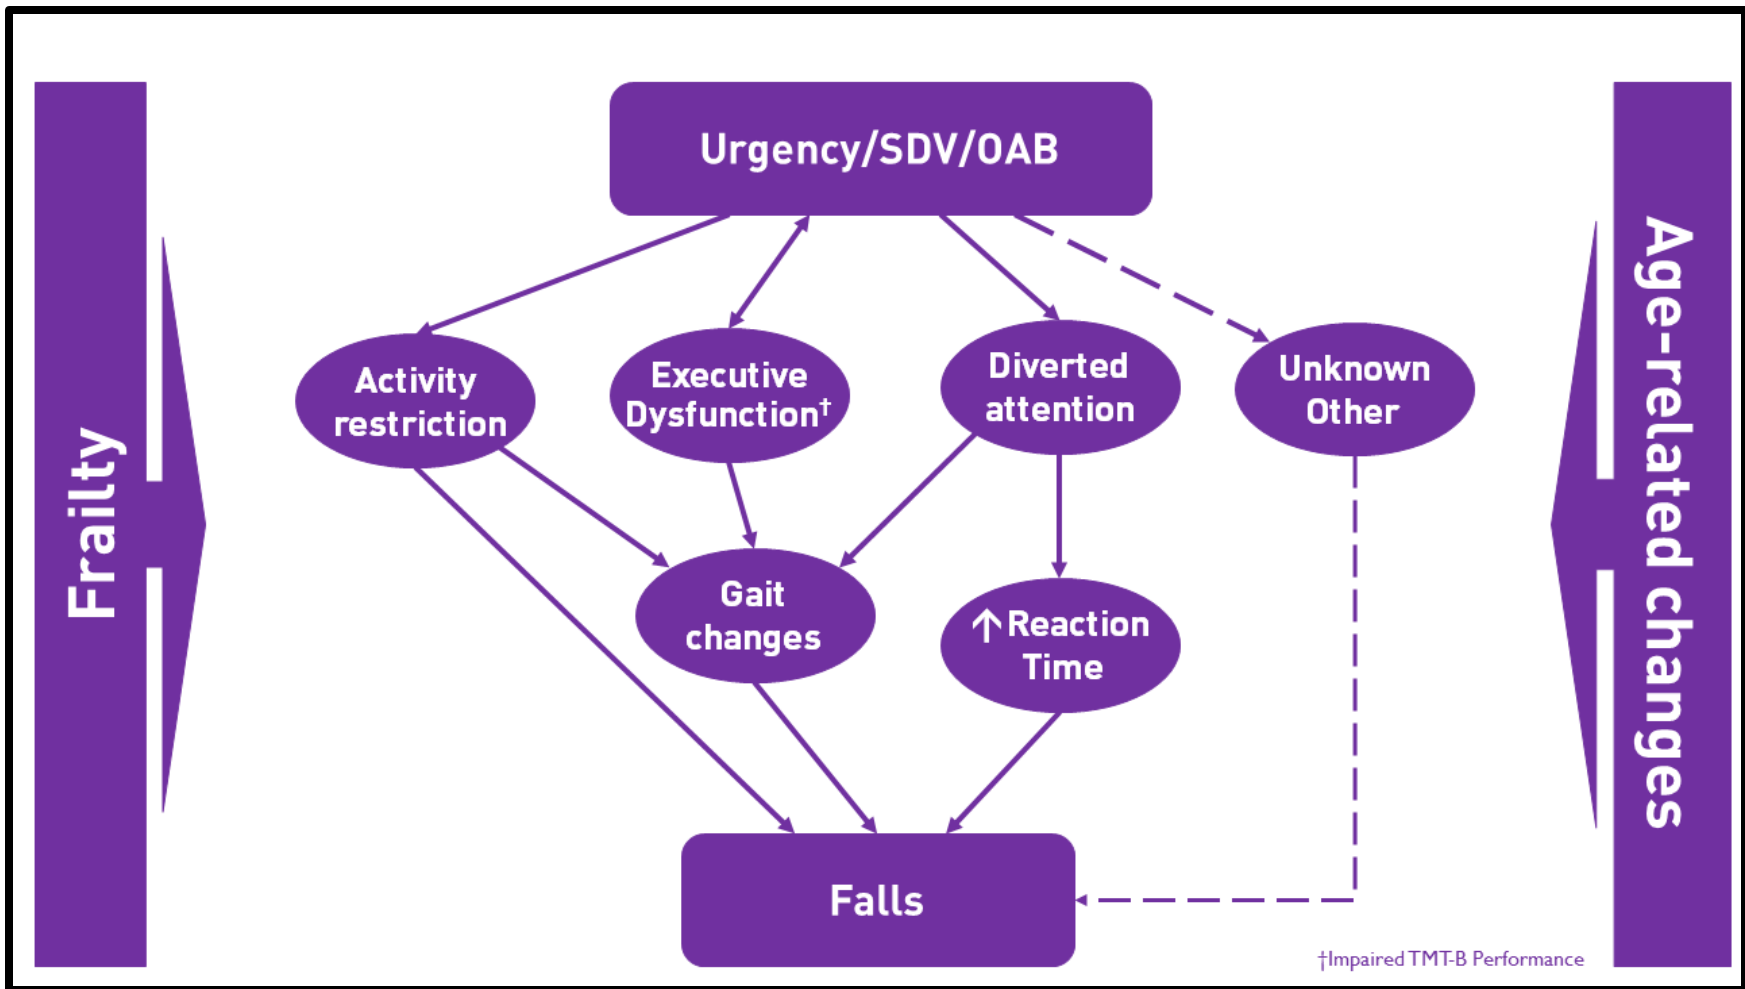 Urgency/SDV/OAB
Frailty
Age-related changes
Activity
restriction
Executive
Dysfunction†
Diverted
attention
Unknown
Other
Gait
changes
↑Reaction
Time
Falls
†Impaired TMT-B Performance